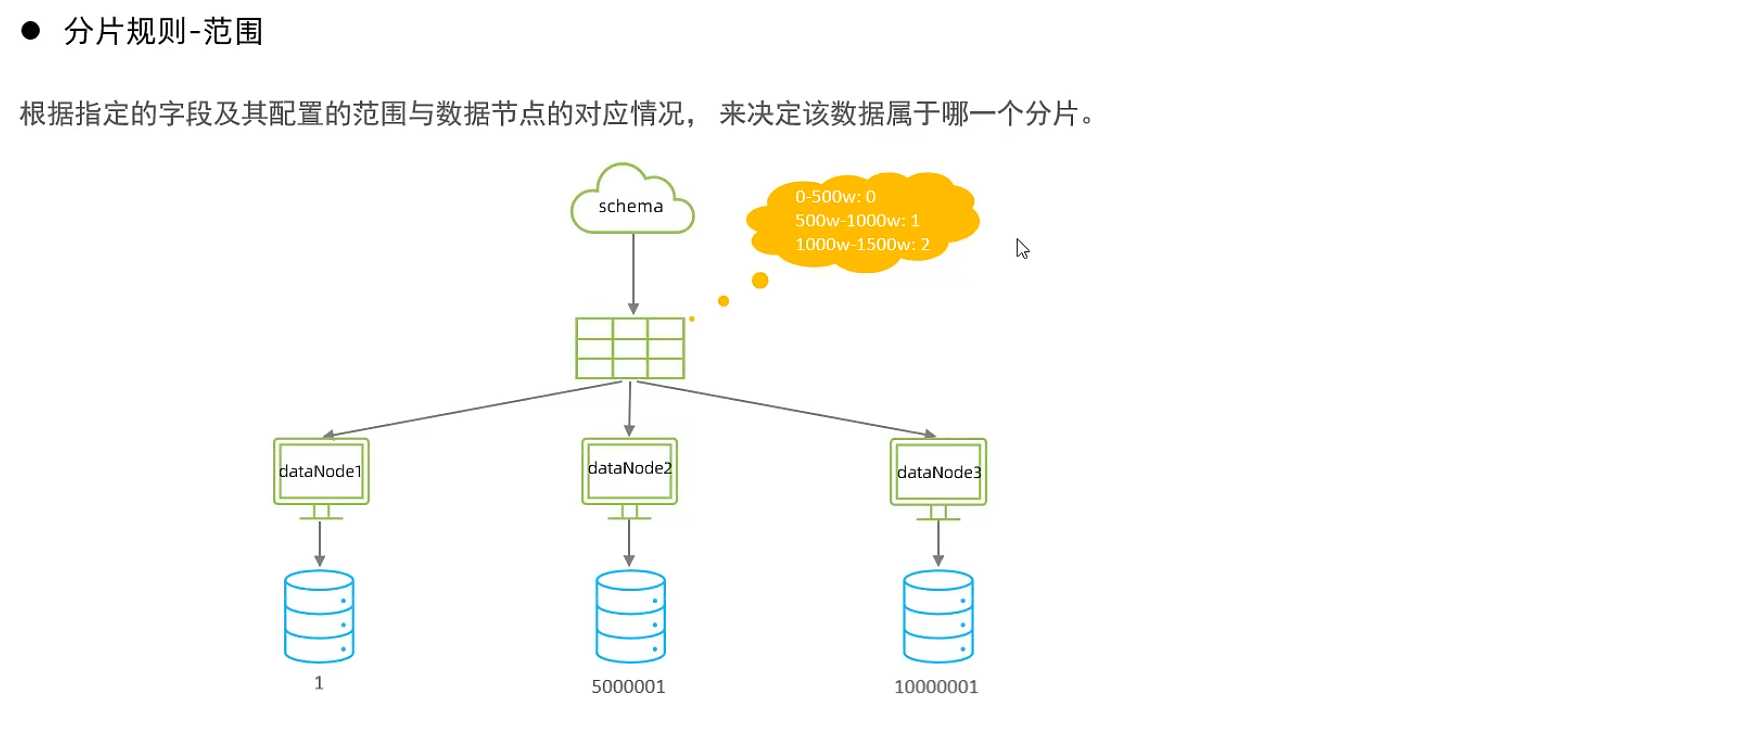 ● 分片规则-范围
根据指定的字段及其配置的范围与数据节点的对应情况， 来决定该数据属于哪一个分片。
schema
0-500w: 0
500w-1000w: 1
1000w-1500w: 2
dataNode1
dataNode2
dataNode3
1
5000001
10000001